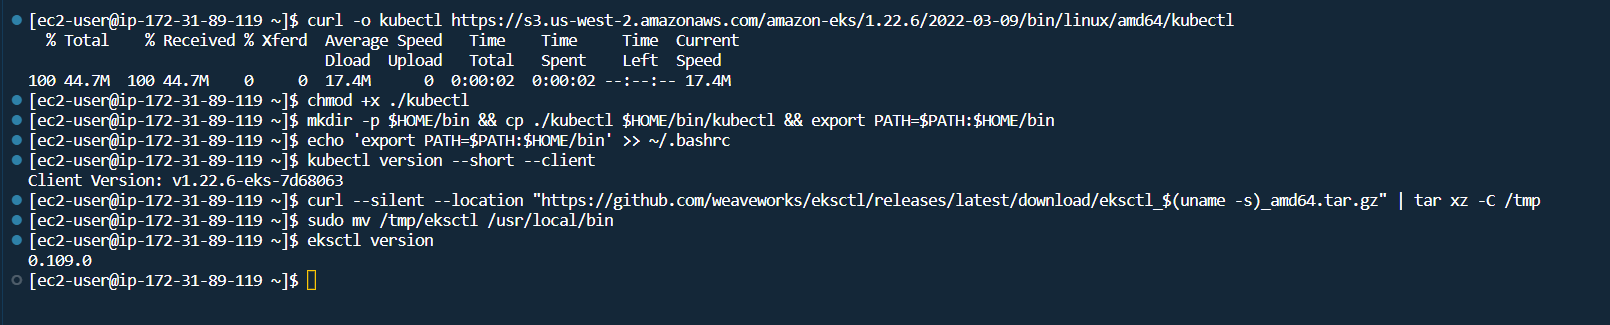 [ec2-user@ip-172-31-89-119 ~]$ curl -o kubectl https://s3.us-west-2.amazonaws.com/amazon-eks/1.22.6/2022-03-09/bin/linux/amd64/kubectl
  % Total    % Received % Xferd  Average Speed   Time    Time     Time  Current
                                 Dload  Upload   Total   Spent    Left  Speed
100 44.7M  100 44.7M    0     0  17.4M      0  0:00:02  0:00:02 --:--:-- 17.4M
[ec2-user@ip-172-31-89-119 ~]$ chmod +x ./kubectl
[ec2-user@ip-172-31-89-119 ~]$ mkdir -p $HOME/bin && cp ./kubectl $HOME/bin/kubectl && export PATH=$PATH:$HOME/bin
[ec2-user@ip-172-31-89-119 ~]$ echo 'export PATH=$PATH:$HOME/bin' >> ~/.bashrc
[ec2-user@ip-172-31-89-119 ~]$ kubectl version --short --client
Client Version: v1.22.6-eks-7d68063
[ec2-user@ip-172-31-89-119 ~]$ curl --silent --location "https://github.com/weaveworks/eksctl/releases/latest/download/eksctl_$(uname -s)_amd64.tar.gz" | tar xz -C /tmp
[ec2-user@ip-172-31-89-119 ~]$ sudo mv /tmp/eksctl /usr/local/bin
[ec2-user@ip-172-31-89-119 ~]$ eksctl version
0.109.0
[ec2-user@ip-172-31-89-119 ~]$